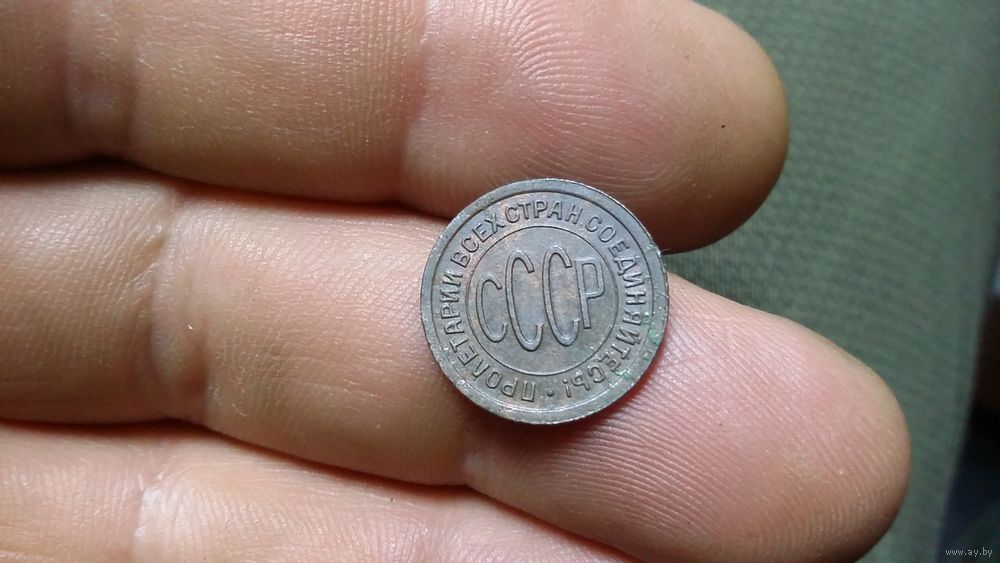 ПРОЛЕТАРИИ ВСЕХ СТРАН, СОЕДИНЯЙТЕСЬ!
СССР
www.ay.by